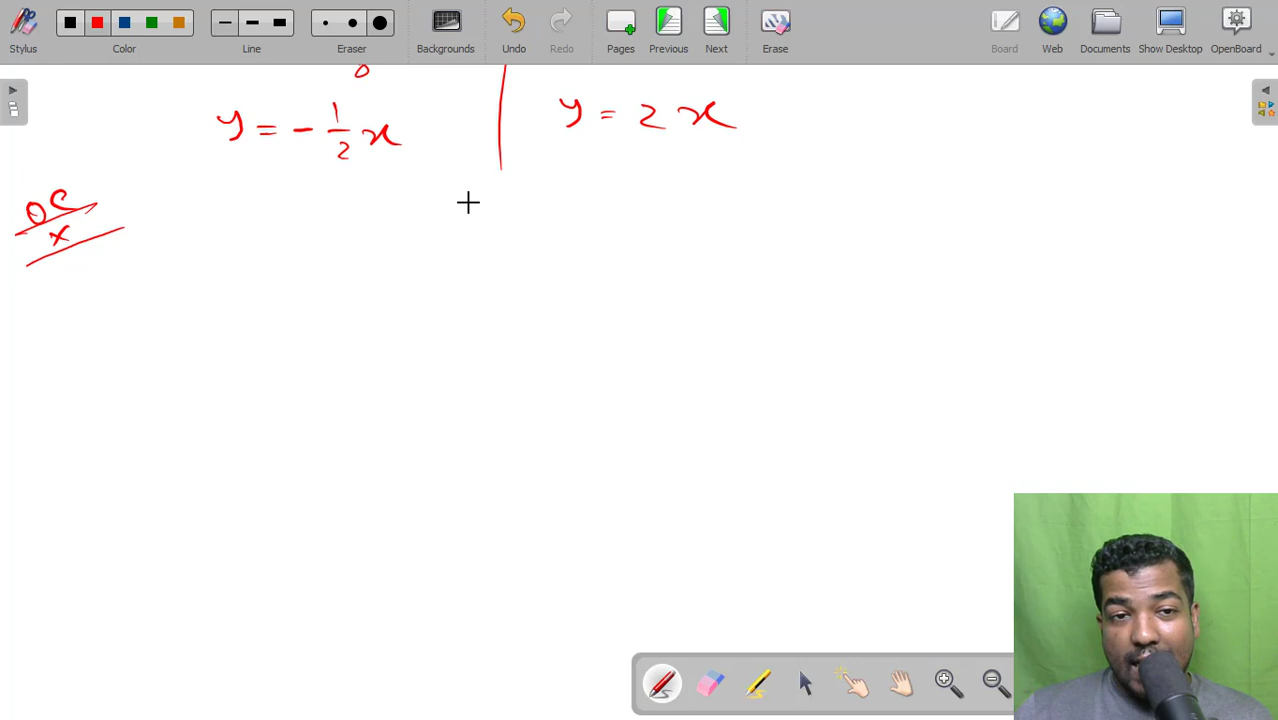 Stylus Color Line Eraser Backgrounds Undo Redo Pages Previous Next Erase Board Web Documents Show Desktop OpenBoard
y = - 1/2 x
y = 2 x
OC
x